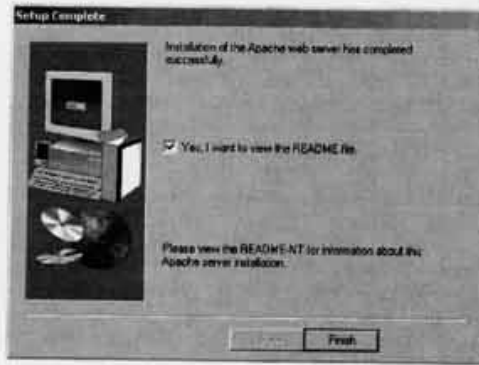 Setup Complete
Installation of the Apache web server has completed
successfully.
Yes, I want to view the README file.
Please view the README-NT for information about this
Apache server installation.
Finish